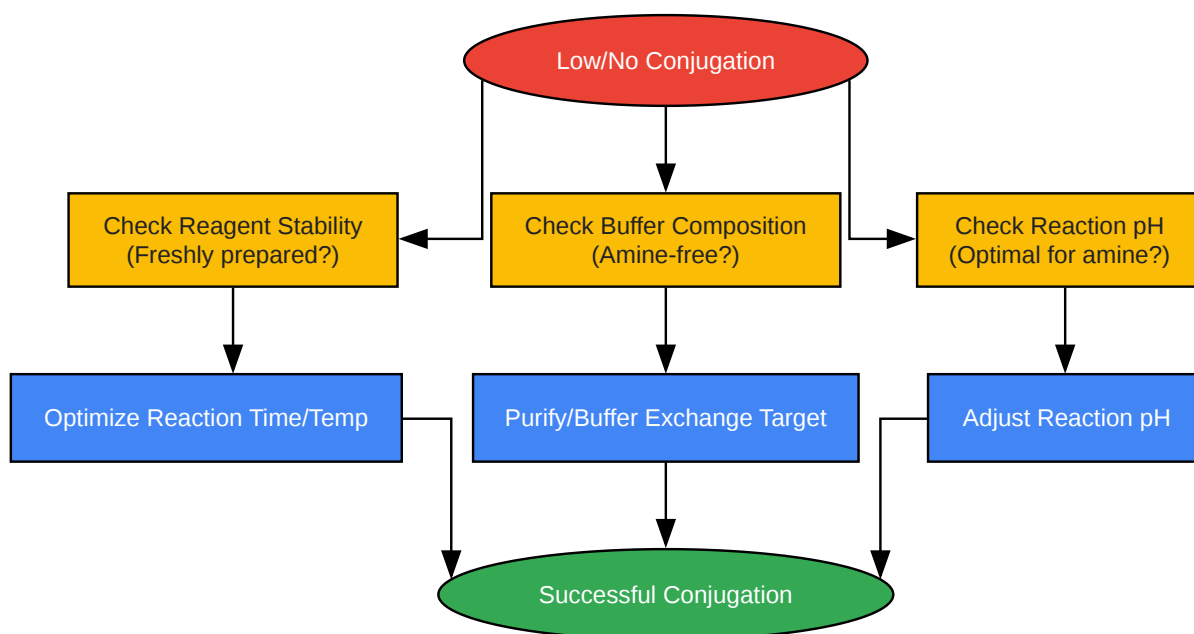 Low/No Conjugation
Check Reagent Stability
(Freshly prepared?)
Check Buffer Composition
(Amine-free?)
Check Reaction pH
(Optimal for amine?)
Optimize Reaction Time/Temp
Purify/Buffer Exchange Target
Adjust Reaction pH
Successful Conjugation